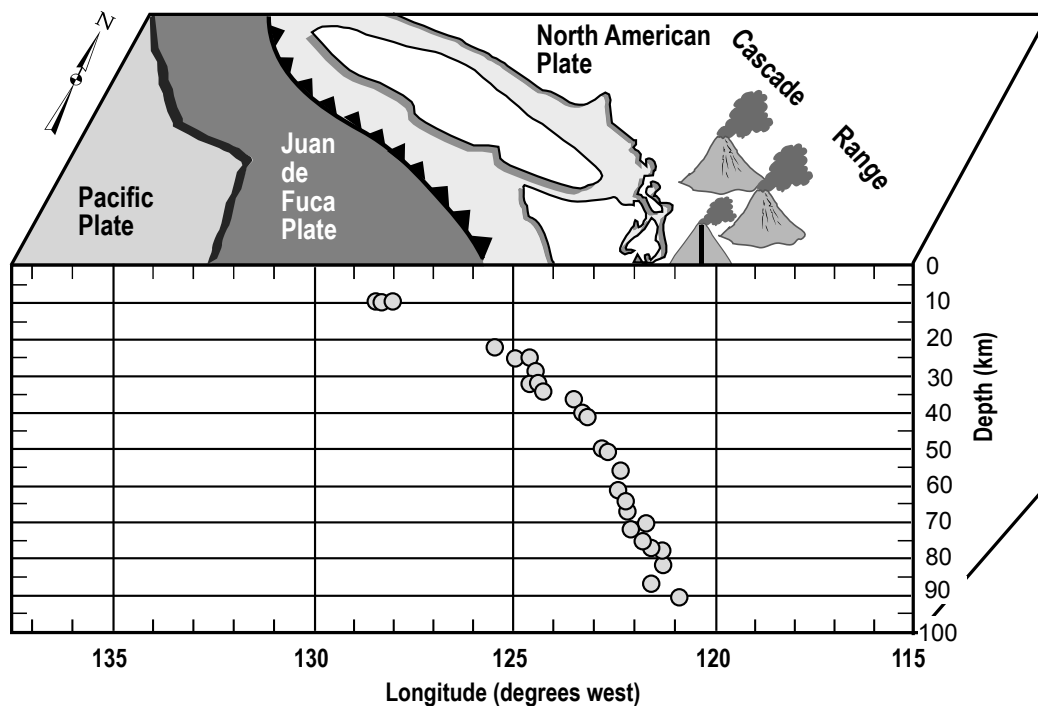 N
North American
Plate
Cascade
Range
Juan
de
Fuca
Plate
Pacific
Plate
0
10
20
30
40
50
60
70
80
90
100
Depth (km)
135
130
125
120
115
Longitude (degrees west)